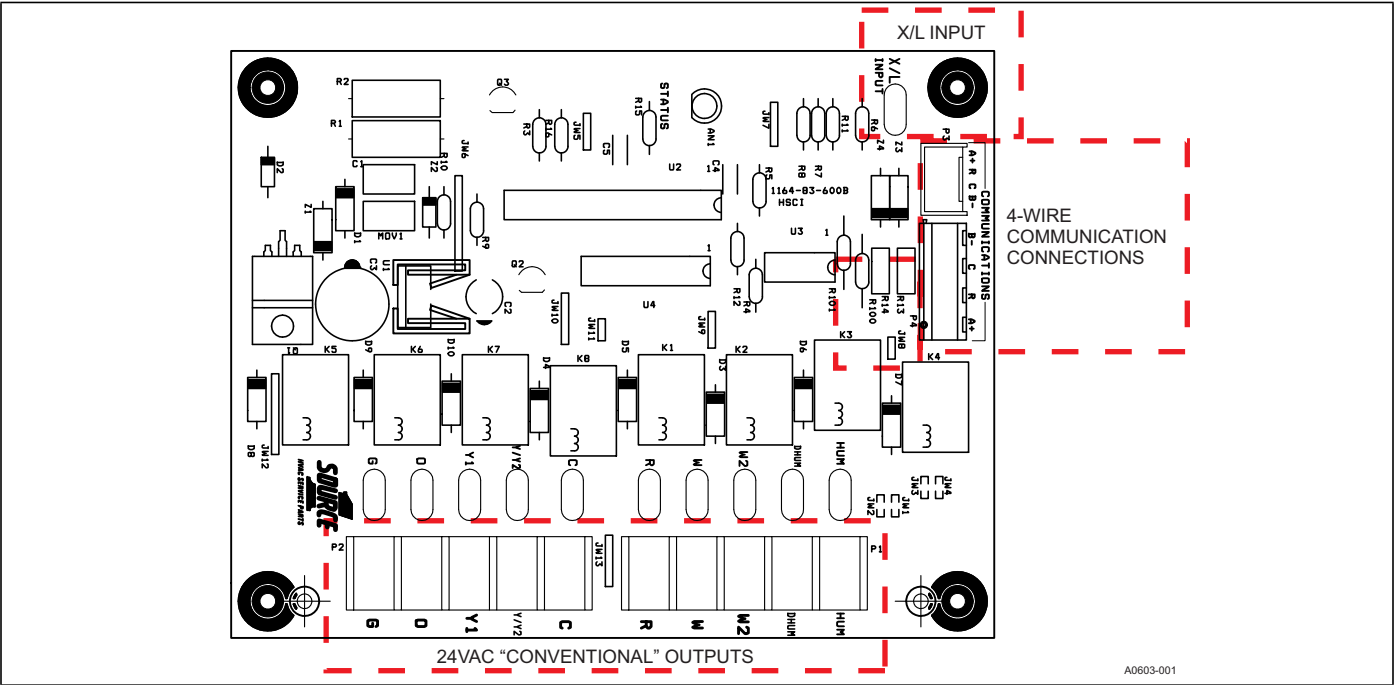 X/L INPUT
X/L
INPUT
R2
Q3
STATUS
R15
AN1
JW7
R11
R6
P3
R1
R3
R16
JW5
C5
Z4
Z3
D2
C1
Z2
R10
JW6
U2
1
C4
R5
R8
R7
A+ R C B-
COMMUNICATIONS
1164-83-600B
HSCI
4-WIRE
COMMUNICATION
CONNECTIONS
Z1
D1
MOV1
R9
U3
1
B-
C
R
A+
C3
U1
Q2
1
C2
U4
R12
R4
R101
R100
R14
R13
P4
JW10
JW11
JW9
JW8
Q1
K5
D9
K6
D10
K7
D4
K8
D5
K1
D3
K2
D6
K3
D7
K4
D8
JW12
G
O
Y1
Y/Y2
C
R
W
W2
DHUM
HUM
JW3
JW4
JW2
JW1
SOURCE
HVAC SERVICE PARTS
1
P2
JW13
P1
G
O
Y1
Y/Y2
C
R
W
W2
DHUM
HUM
24VAC “CONVENTIONAL” OUTPUTS
A0603-001